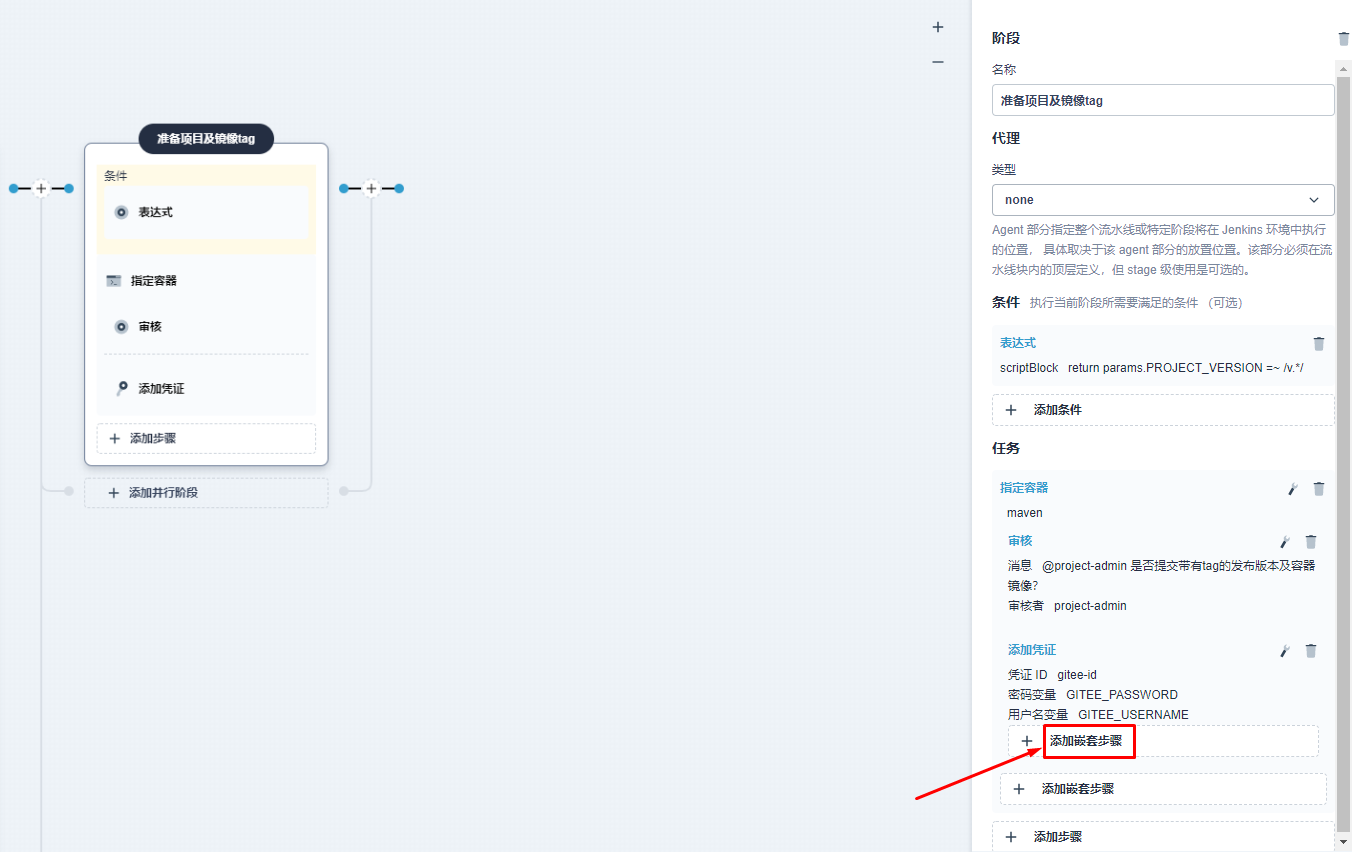 准备项目及镜像tag
条件
表达式
指定容器
审核
添加凭证
添加步骤
添加并行阶段
阶段
名称
准备项目及镜像tag
代理
类型
none
Agent 部分指定整个流水线或特定阶段将在 Jenkins 环境中执行
的位置， 具体取决于该 agent 部分的放置位置。该部分必须在流
水线块内的顶层定义，但 stage 级使用是可选的。
条件 执行当前阶段所需要满足的条件 （可选）
表达式
scriptBlock return params.PROJECT_VERSION =~ /v.*/
添加条件
任务
指定容器
maven
审核
消息 @project-admin 是否提交带有tag的发布版本及容器
镜像？
审核者 project-admin
添加凭证
凭证 ID gitee-id
密码变量 GITEE_PASSWORD
用户名变量 GITEE_USERNAME
添加嵌套步骤
添加嵌套步骤
添加步骤